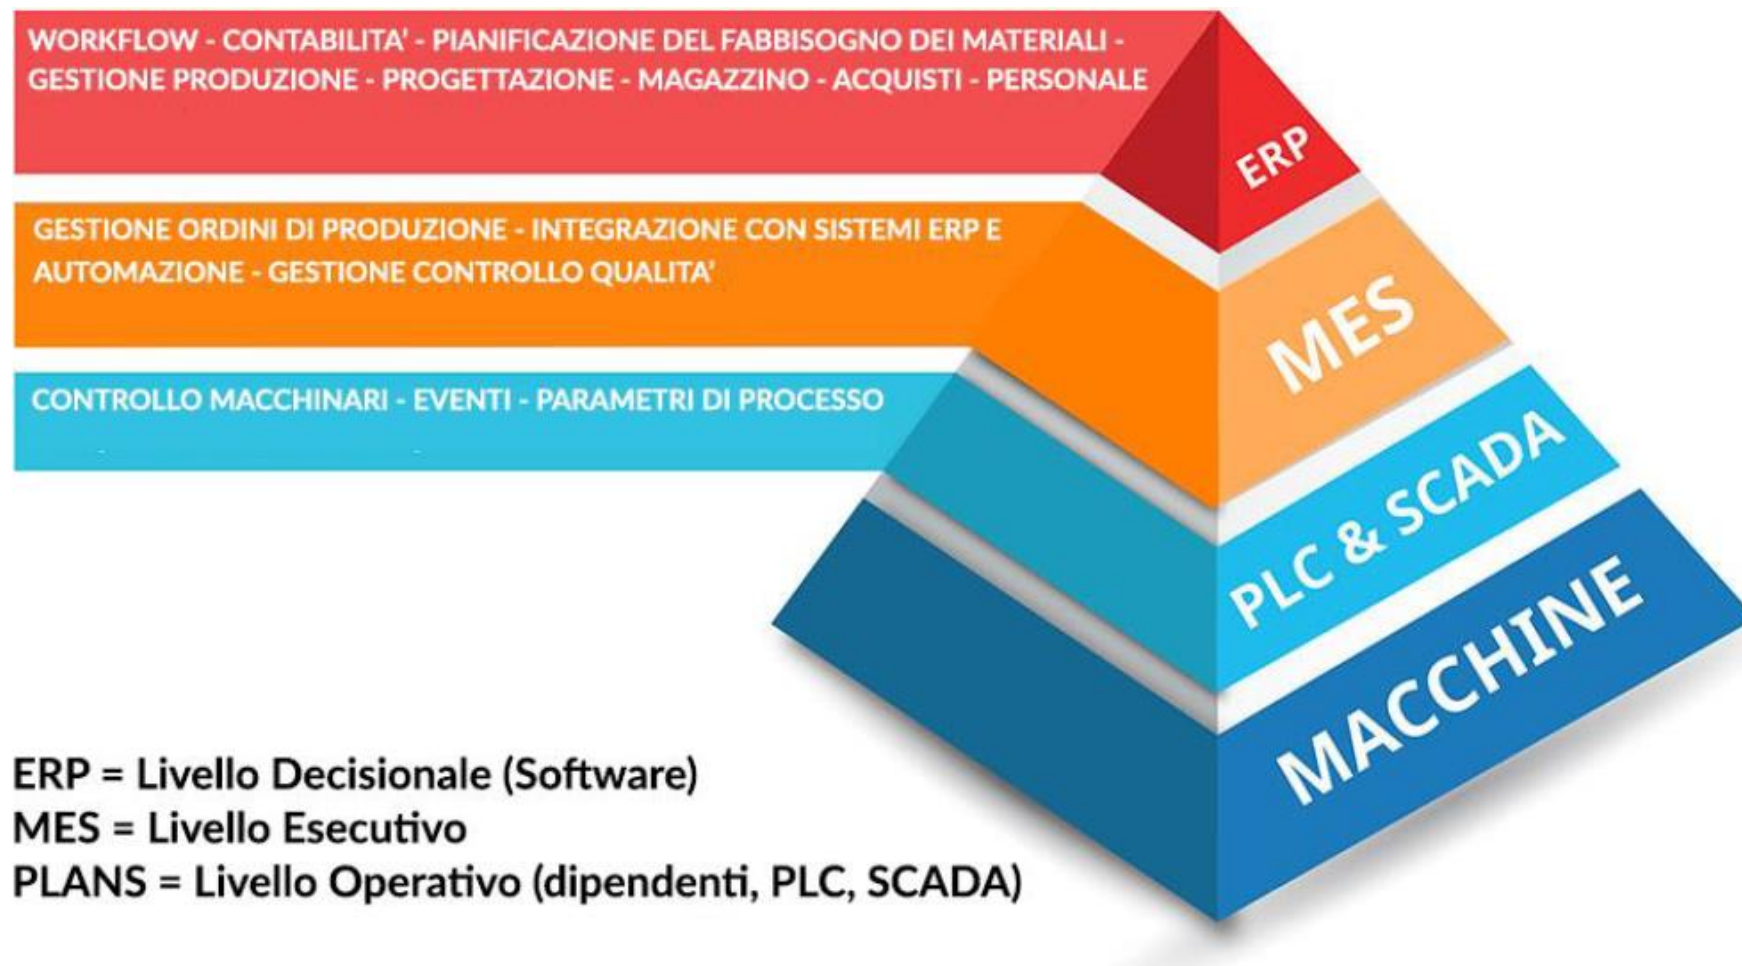 WORKFLOW - CONTABILITA' - PIANIFICAZIONE DEL FABBISOGNO DEI MATERIALI -
GESTIONE PRODUZIONE - PROGETTAZIONE - MAGAZZINO - ACQUISTI - PERSONALE
ERP
GESTIONE ORDINI DI PRODUZIONE - INTEGRAZIONE CON SISTEMI ERP E
AUTOMAZIONE - GESTIONE CONTROLLO QUALITA'
MES
CONTROLLO MACCHINARI - EVENTI - PARAMETRI DI PROCESSO
PLC & SCADA
MACCHINE
ERP = Livello Decisionale (Software)
MES = Livello Esecutivo
PLANS = Livello Operativo (dipendenti, PLC, SCADA)